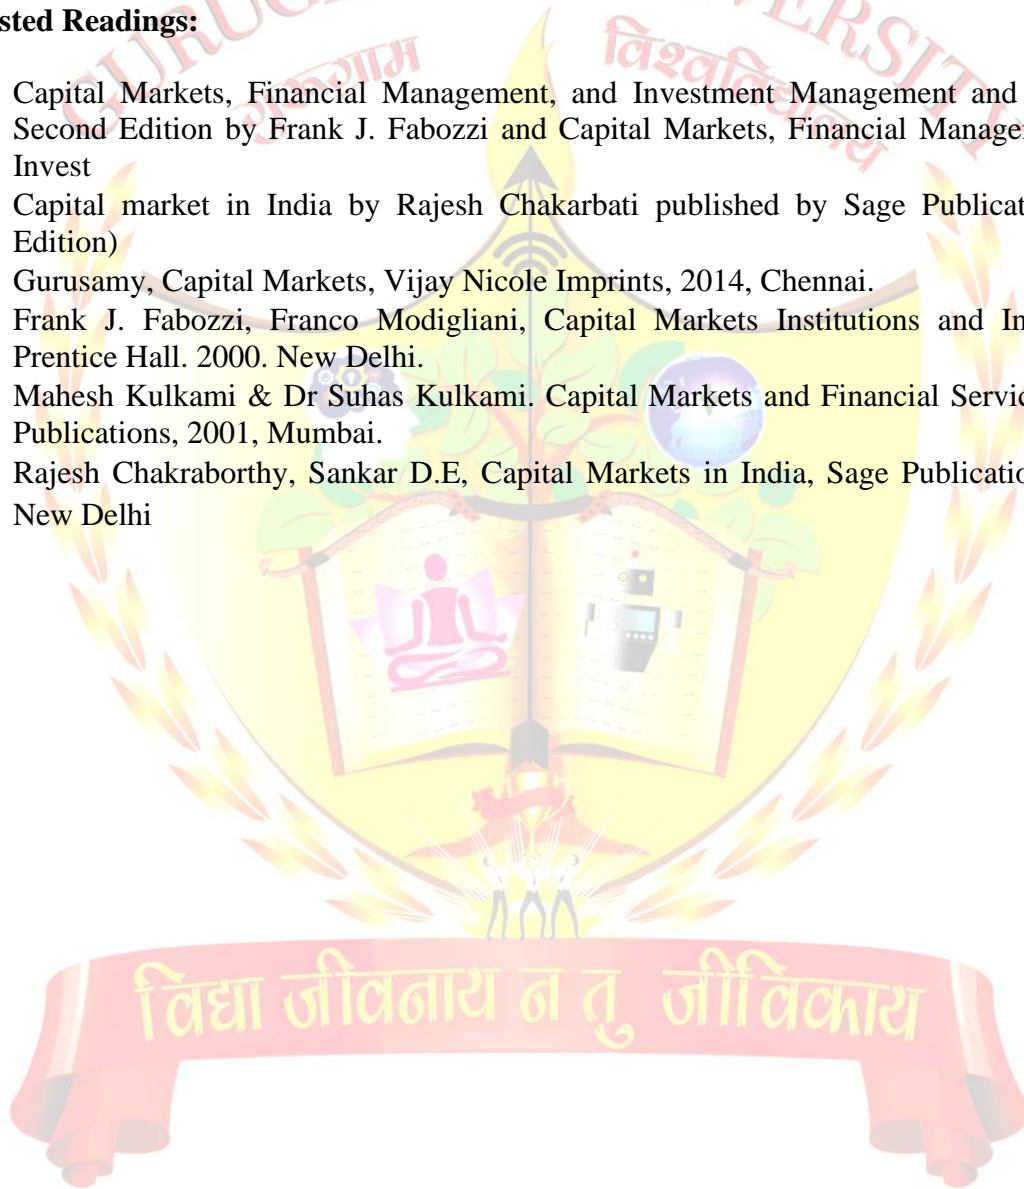 sted Readings:
Capital Markets, Financial Management, and Investment Management and
Second Edition by Frank J. Fabozzi and Capital Markets, Financial Manage
Invest
Capital market in India by Rajesh Chakarbati published by Sage Publicat
Edition)
Gurusamy, Capital Markets, Vijay Nicole Imprints, 2014, Chennai.
Frank J. Fabozzi, Franco Modigliani, Capital Markets Institutions and In
Prentice Hall. 2000. New Delhi.
Mahesh Kulkami & Dr Suhas Kulkami. Capital Markets and Financial Servic
Publications, 2001, Mumbai.
Rajesh Chakraborthy, Sankar D.E, Capital Markets in India, Sage Publicatio
New Delhi
गुरुग्राम विश्वविद्यालय
विद्या जीवनाय न तु जीविकाय